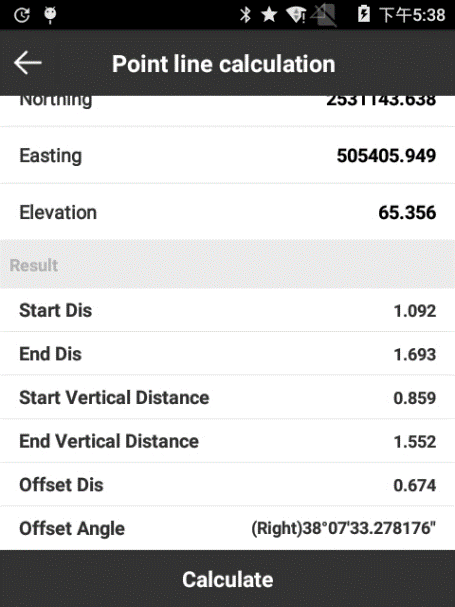 下午5:38
Point line calculation
Northing 2531143.638
Easting 505405.949
Elevation 65.356
Result
Start Dis 1.092
End Dis 1.693
Start Vertical Distance 0.859
End Vertical Distance 1.552
Offset Dis 0.674
Offset Angle (Right)38°07'33.278176"
Calculate